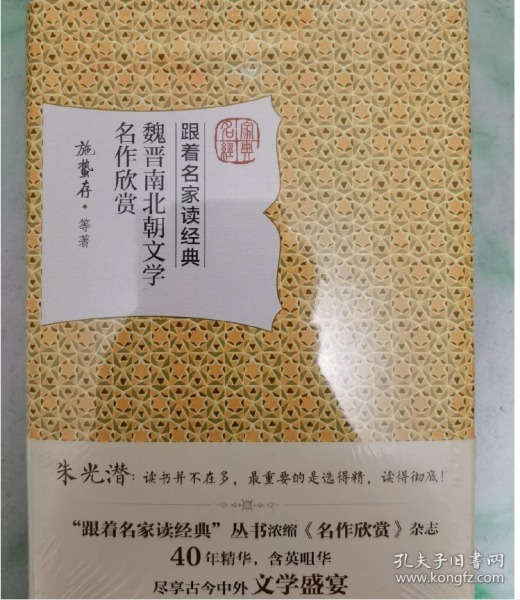 名家
經典
跟着名家读经典
魏晋南北朝文学
名作欣赏
施蛰存·等著
朱光潜：读书并不在多，最重要的是选得精，读得彻底！
“跟着名家读经典”丛书浓缩《名作欣赏》杂志
40年精华，含英咀华
尽享古今中外文学盛宴
孔夫子旧书网
www.kongfz.com